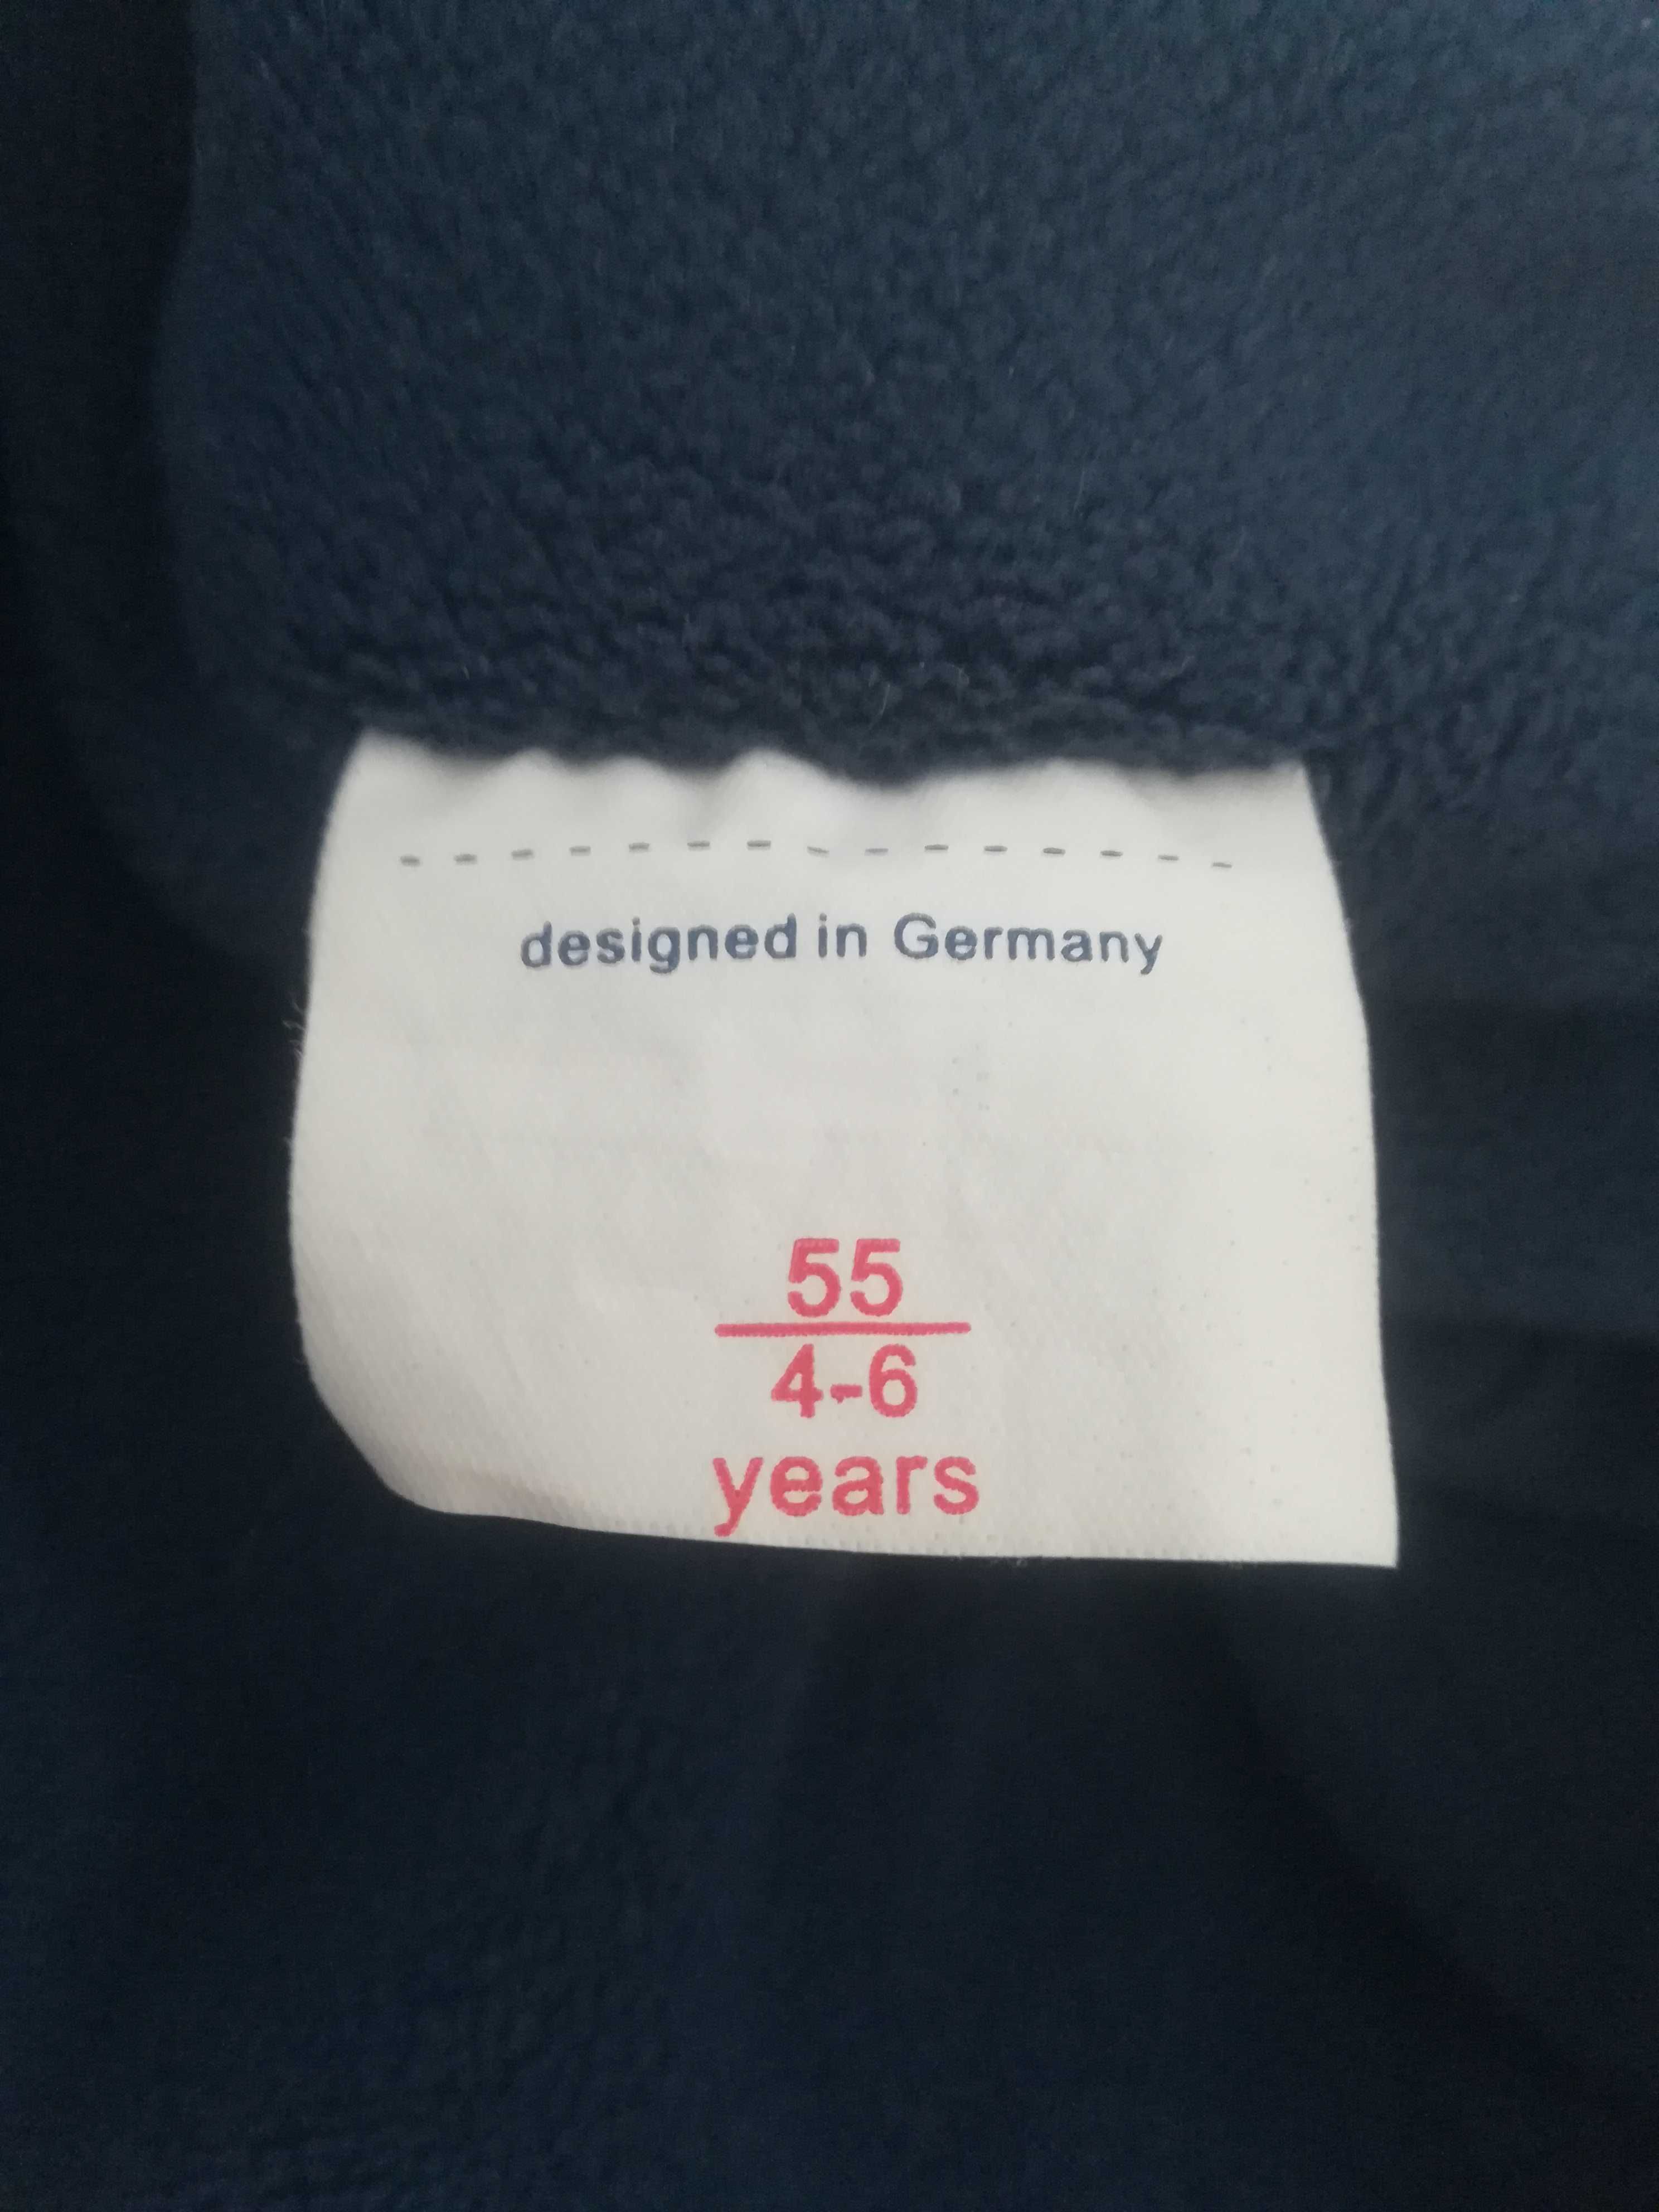 designed in Germany
55
4-6
years